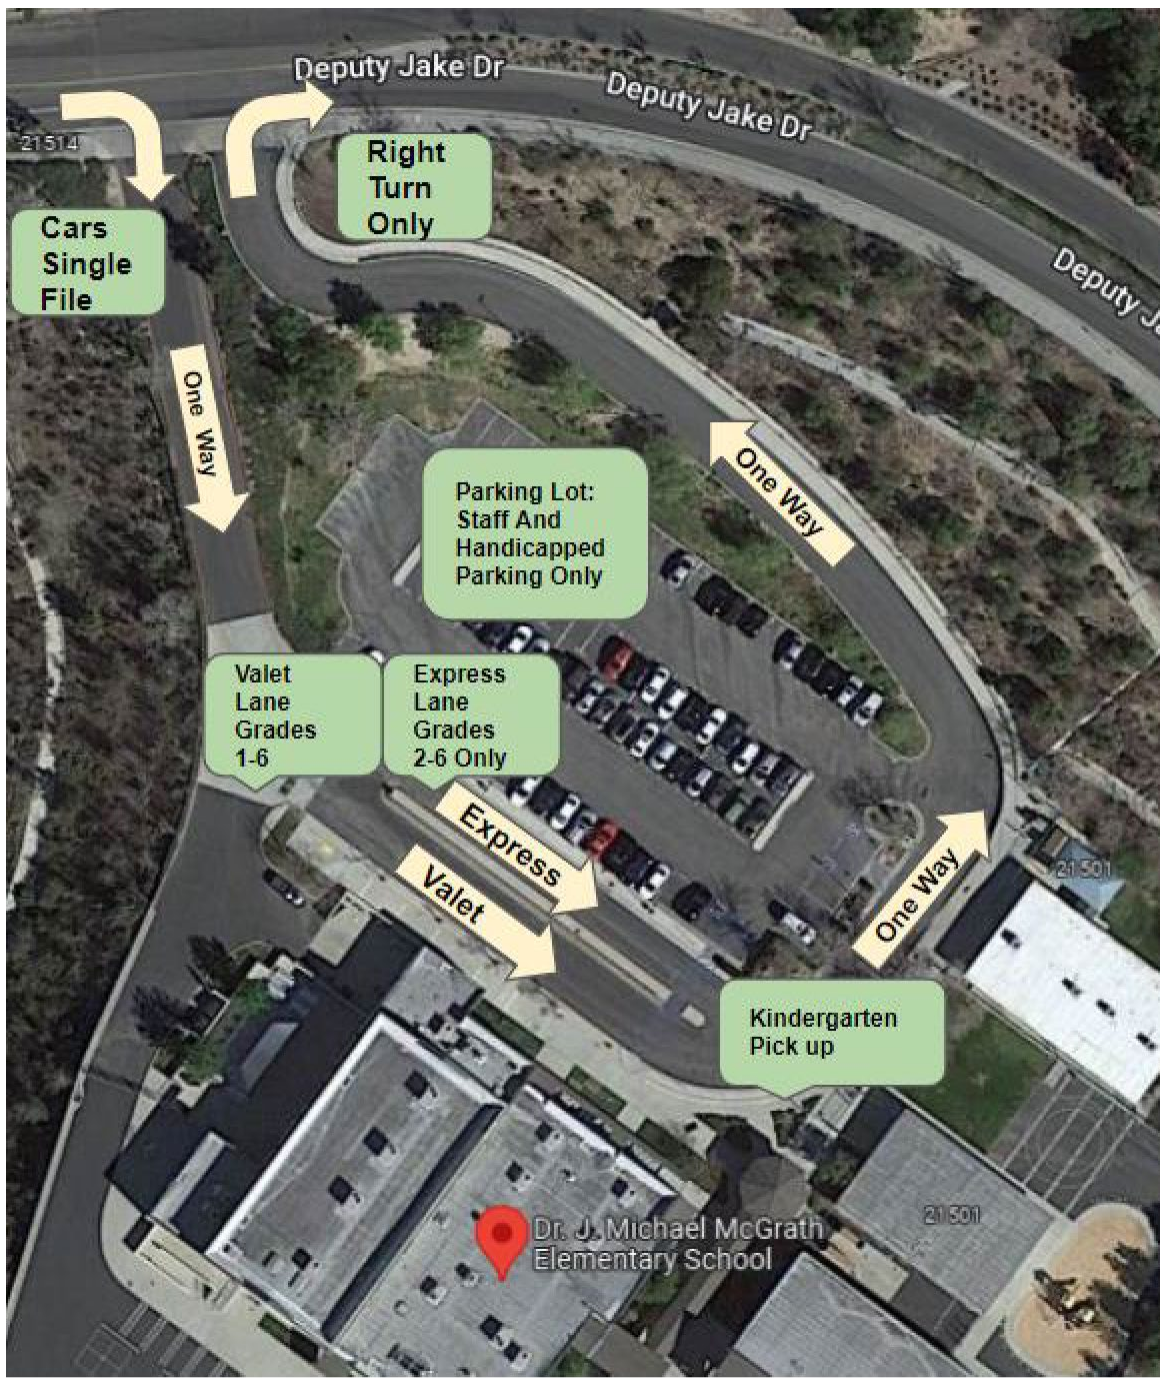 Deputy Jake Dr
Deputy Jake Dr
Deputy Ja
21514
Right
Turn
Only
Cars
Single
File
One Way
One Way
Parking Lot:
Staff And
Handicapped
Parking Only
Valet
Lane
Grades
1-6
Express
Lane
Grades
2-6 Only
Express
Valet
One Way
21501
Kindergarten
Pick up
21501
Dr. J. Michael McGrath
Elementary School